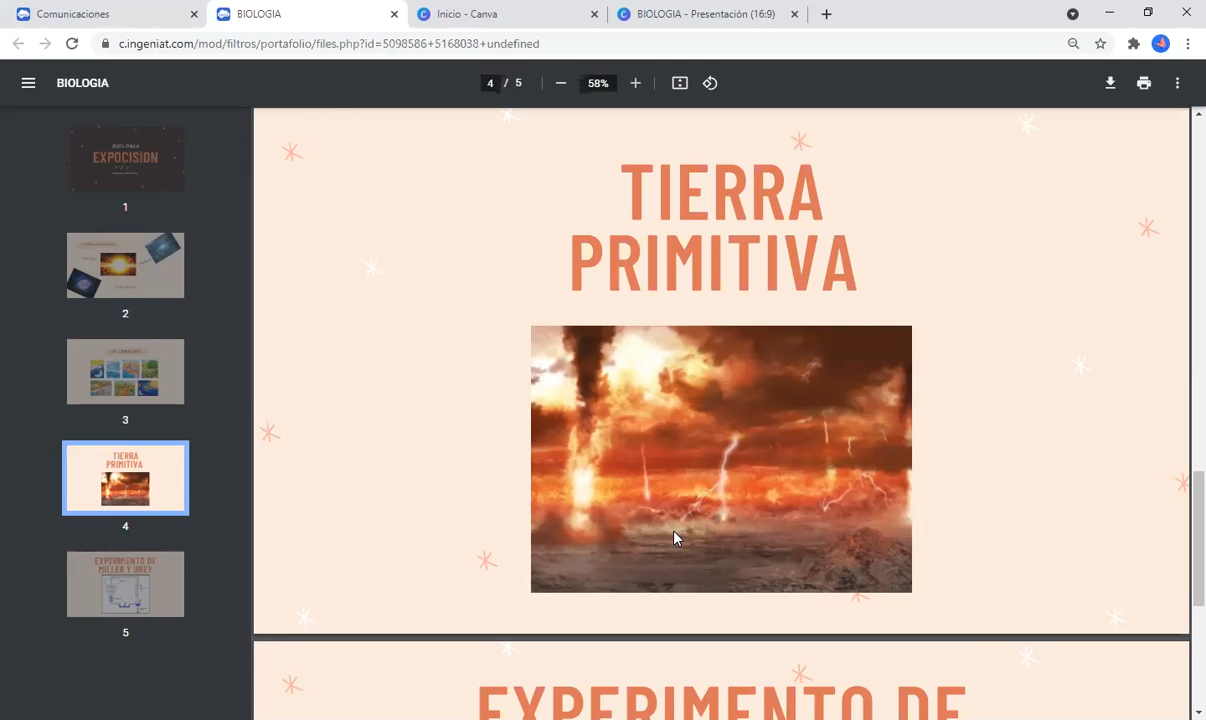 Comunicaciones
BIOLOGIA
Inicio - Canva
BIOLOGIA - Presentación (16:9)
c.ingeniat.com/mod/filtros/portafolio/files.php?id=5098586+5168038+undefined
BIOLOGIA
4 / 5
58%
BIOLOGIA
EXPOCISION
1
2
3
TIERRA
PRIMITIVA
4
EXPERIMENTO DE
MILLER Y UREY
5
TIERRA
PRIMITIVA
EXPERIMENTO DE